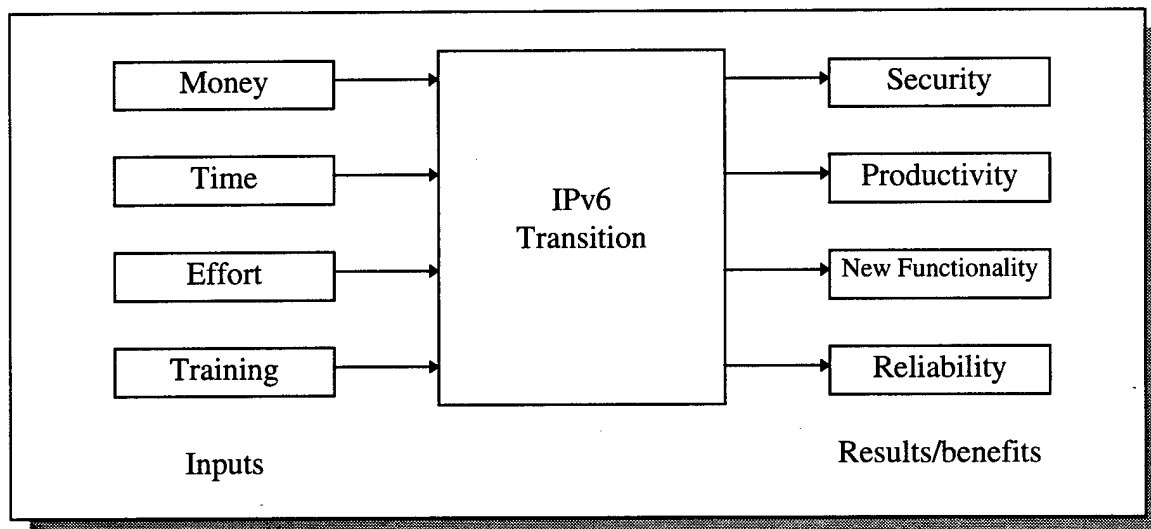 Money
Time
Effort
Training
Inputs
IPv6
Transition
Security
Productivity
New Functionality
Reliability
Results/benefits